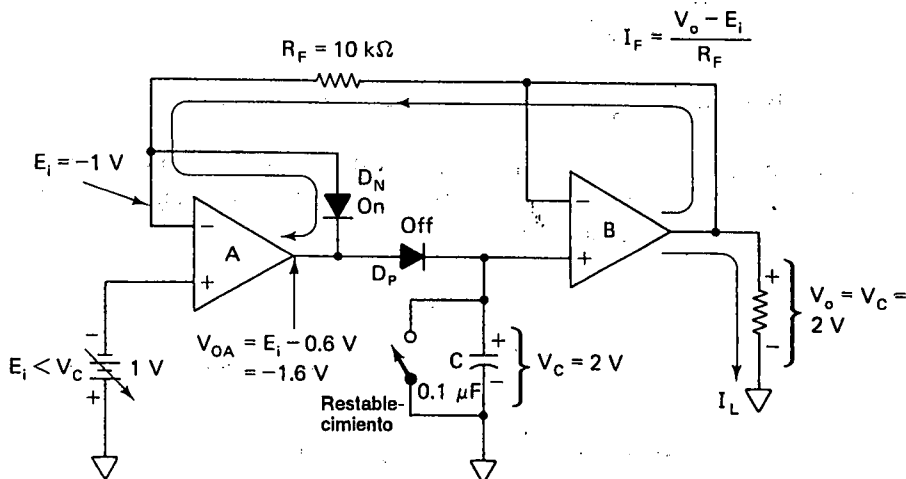 I_F = (V_o − E_i) / R_F
R_F = 10 kΩ
E_i = −1 V
D_N
On
Off
A
B
−
+
−
+
D_P
V_OA = E_i − 0.6 V
= −1.6 V
E_i < V_C
−
+
1 V
Restable-
cimiento
C
0.1 μF
+
−
V_C = 2 V
+
−
V_o = V_C =
2 V
I_L